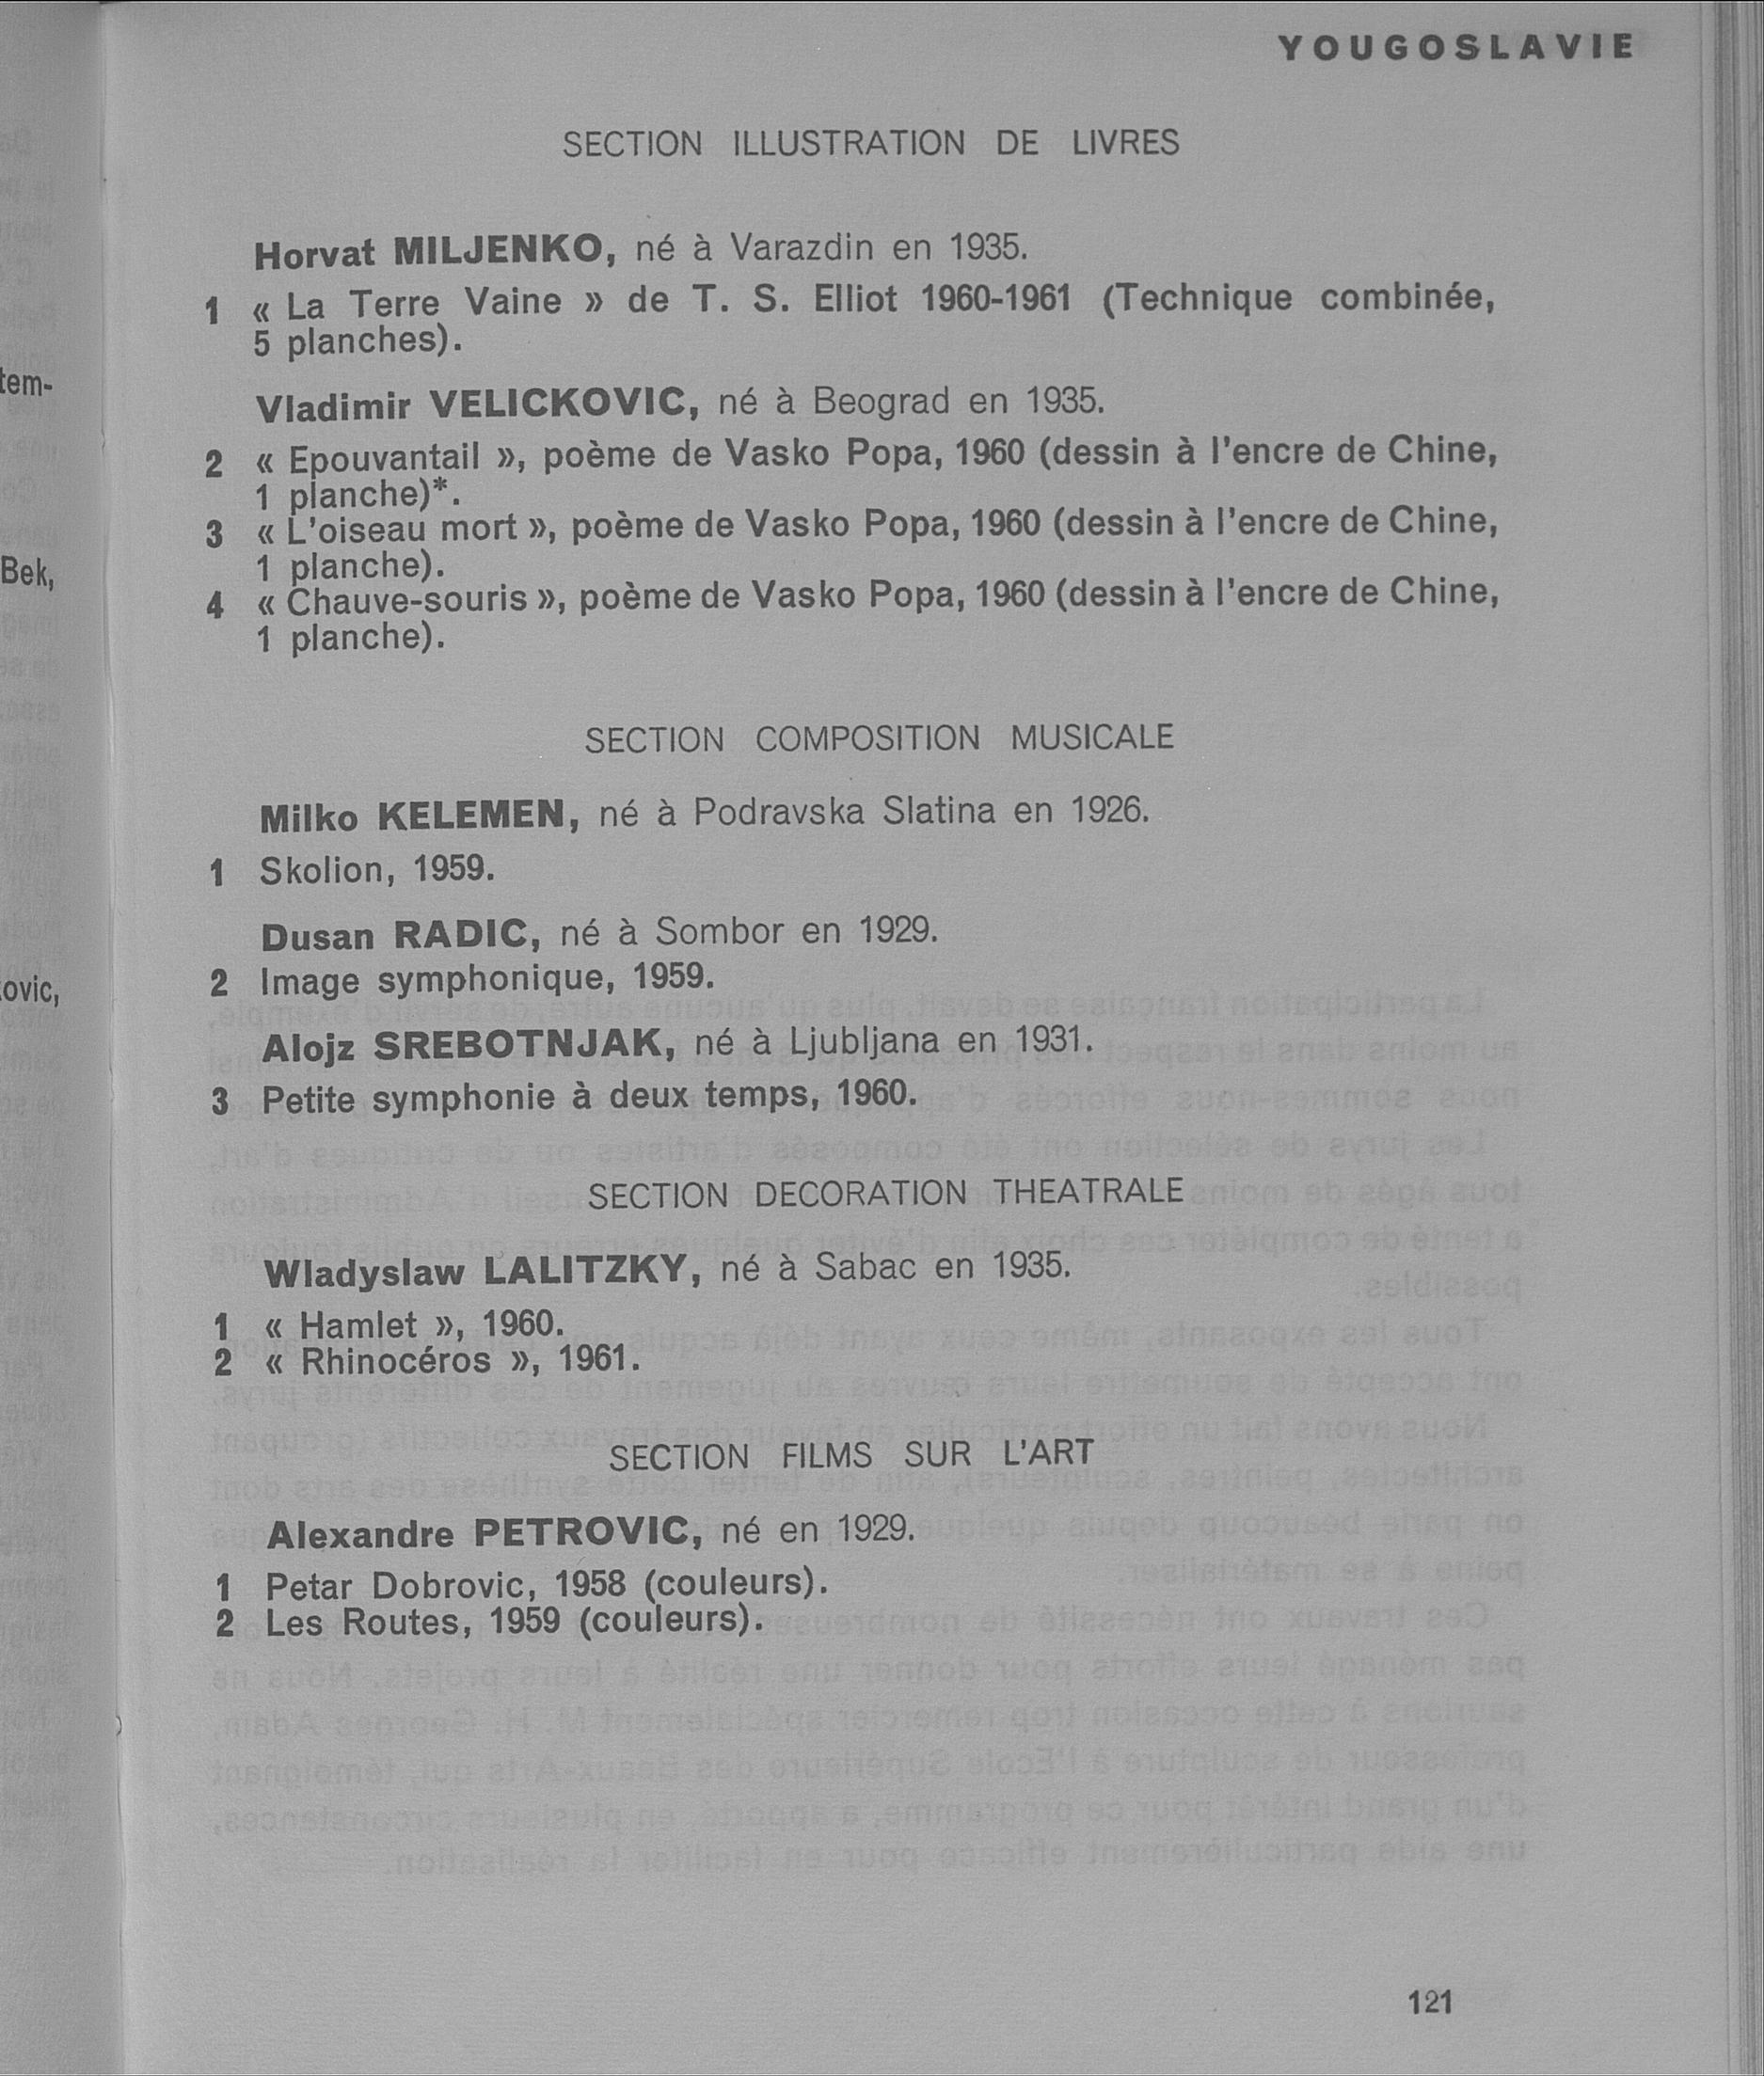 YOUGOSLAVIE
SECTION ILLUSTRATION DE LIVRES
Horvat MILJENKO, né à Varazdin en 1935.
1 « La Terre Vaine » de T. S. Elliot 1960-1961 (Technique combinée,
5 planches).
tem-
Vladimir VELICKOVIC, né à Beograd en 1935.
2 « Epouvantail », poème de Vasko Popa, 1960 (dessin à l'encre de Chine,
1 planche)*.
3 « L'oiseau mort », poème de Vasko Popa, 1960 (dessin à l'encre de Chine,
1 planche).
Bek,
4 « Chauve-souris », poème de Vasko Popa, 1960 (dessin à l'encre de Chine,
1 planche).
SECTION COMPOSITION MUSICALE
Milko KELEMEN, né à Podravska Slatina en 1926.
1 Skolion, 1959.
Dusan RADIC, né à Sombor en 1929.
2 Image symphonique, 1959.
ovic,
Alojz SREBOTNJAK, né à Ljubljana en 1931.
3 Petite symphonie à deux temps, 1960.
SECTION DECORATION THEATRALE
Wladyslaw LALITZKY, né à Sabac en 1935.
1 « Hamlet », 1960.
2 « Rhinocéros », 1961.
SECTION FILMS SUR L'ART
Alexandre PETROVIC, né en 1929.
1 Petar Dobrovic, 1958 (couleurs).
2 Les Routes, 1959 (couleurs).
121